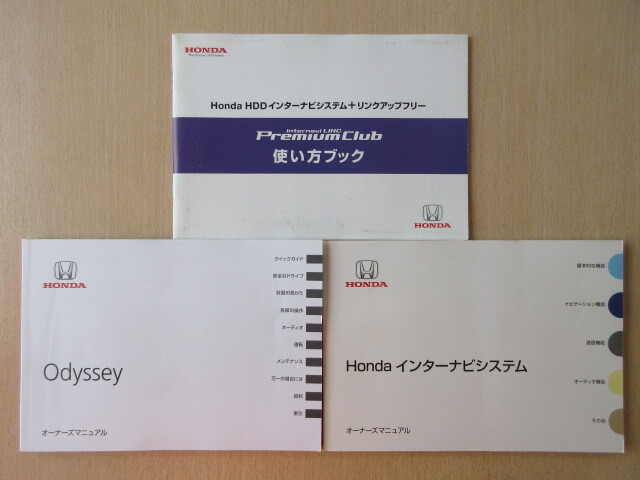 HONDA
The Power of Dreams
Honda HDDインターナビシステム+リンクアップフリー
internavi LINC
Premium Club
使い方ブック
HONDA
HONDA
クイックガイド
安全なドライブ
計器の見かた
各部の操作
オーディオ
運転
メンテナンス
万一の場合には
資料
索引
Odyssey
オーナーズマニュアル
HONDA
基本的な機能
ナビゲーション機能
通信機能
オーディオ機能
その他
Honda インターナビシステム
オーナーズマニュアル